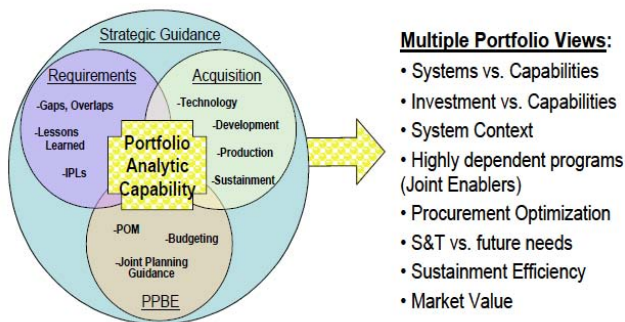 Strategic Guidance
Requirements
-Gaps, Overlaps
-Lessons
Learned
-IPLs
Acquisition
-Technology
-Development
-Production
-Sustainment
Portfolio
Analytic
Capability
-POM
-Budgeting
-Joint Planning
Guidance
PPBE
Multiple Portfolio Views:
• Systems vs. Capabilities
• Investment vs. Capabilities
• System Context
• Highly dependent programs
(Joint Enablers)
• Procurement Optimization
• S&T vs. future needs
• Sustainment Efficiency
• Market Value